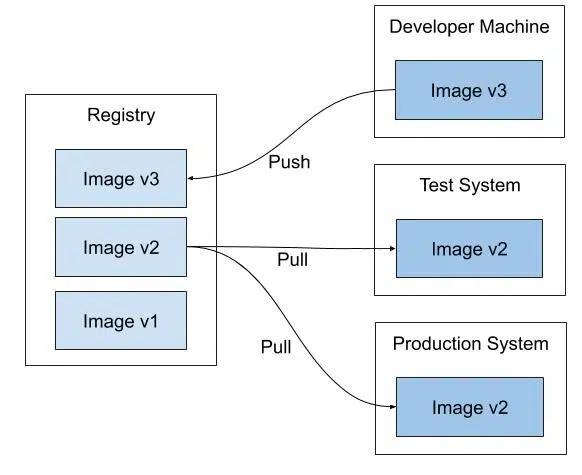 Registry
Image v3
Image v2
Image v1
Push
Pull
Pull
Developer Machine
Image v3
Test System
Image v2
Production System
Image v2